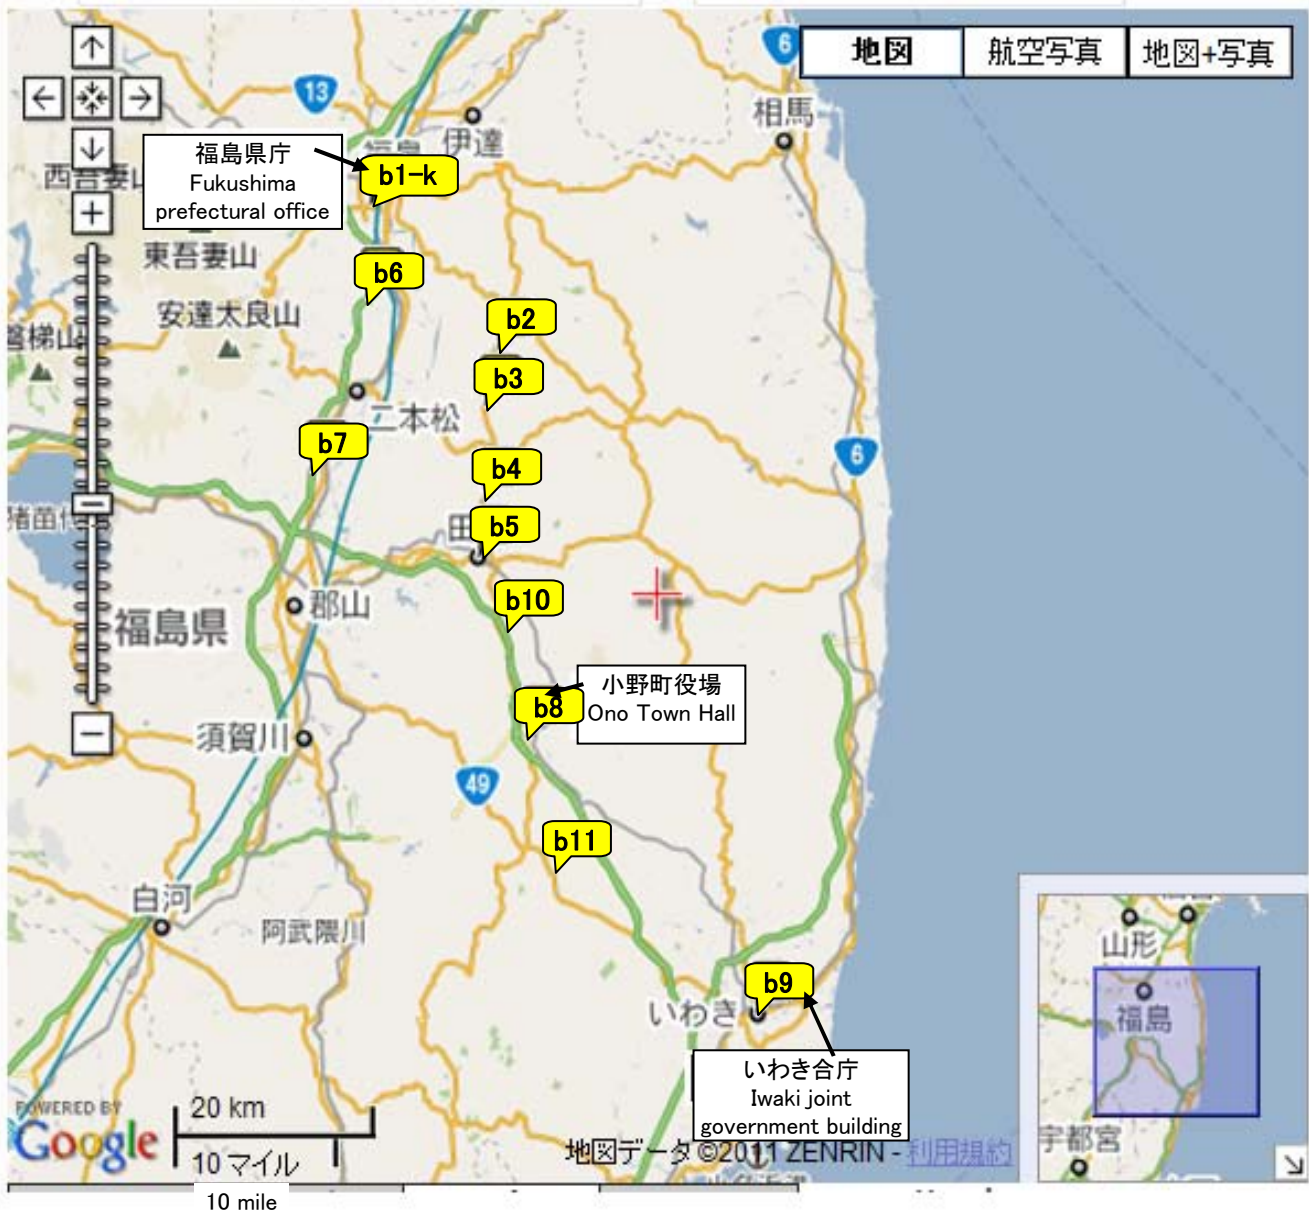 6
地図
航空写真
地図+写真
13
相馬
伊達
福島
福島県庁
Fukushima
prefectural office
b1-k
西吾妻山
東吾妻山
b6
安達太良山
b2
磐梯山
b3
二本松
b7
b4
6
b5
b10
郡山
福島県
小野町役場
Ono Town Hall
b8
須賀川
49
b11
白河
阿武隈川
山形
b9
いわき
福島
いわき合庁
Iwaki joint
government building
POWERED BY
Google
20 km
10 マイル
10 mile
地図データ ©2011 ZENRIN - 利用規約
宇都宮